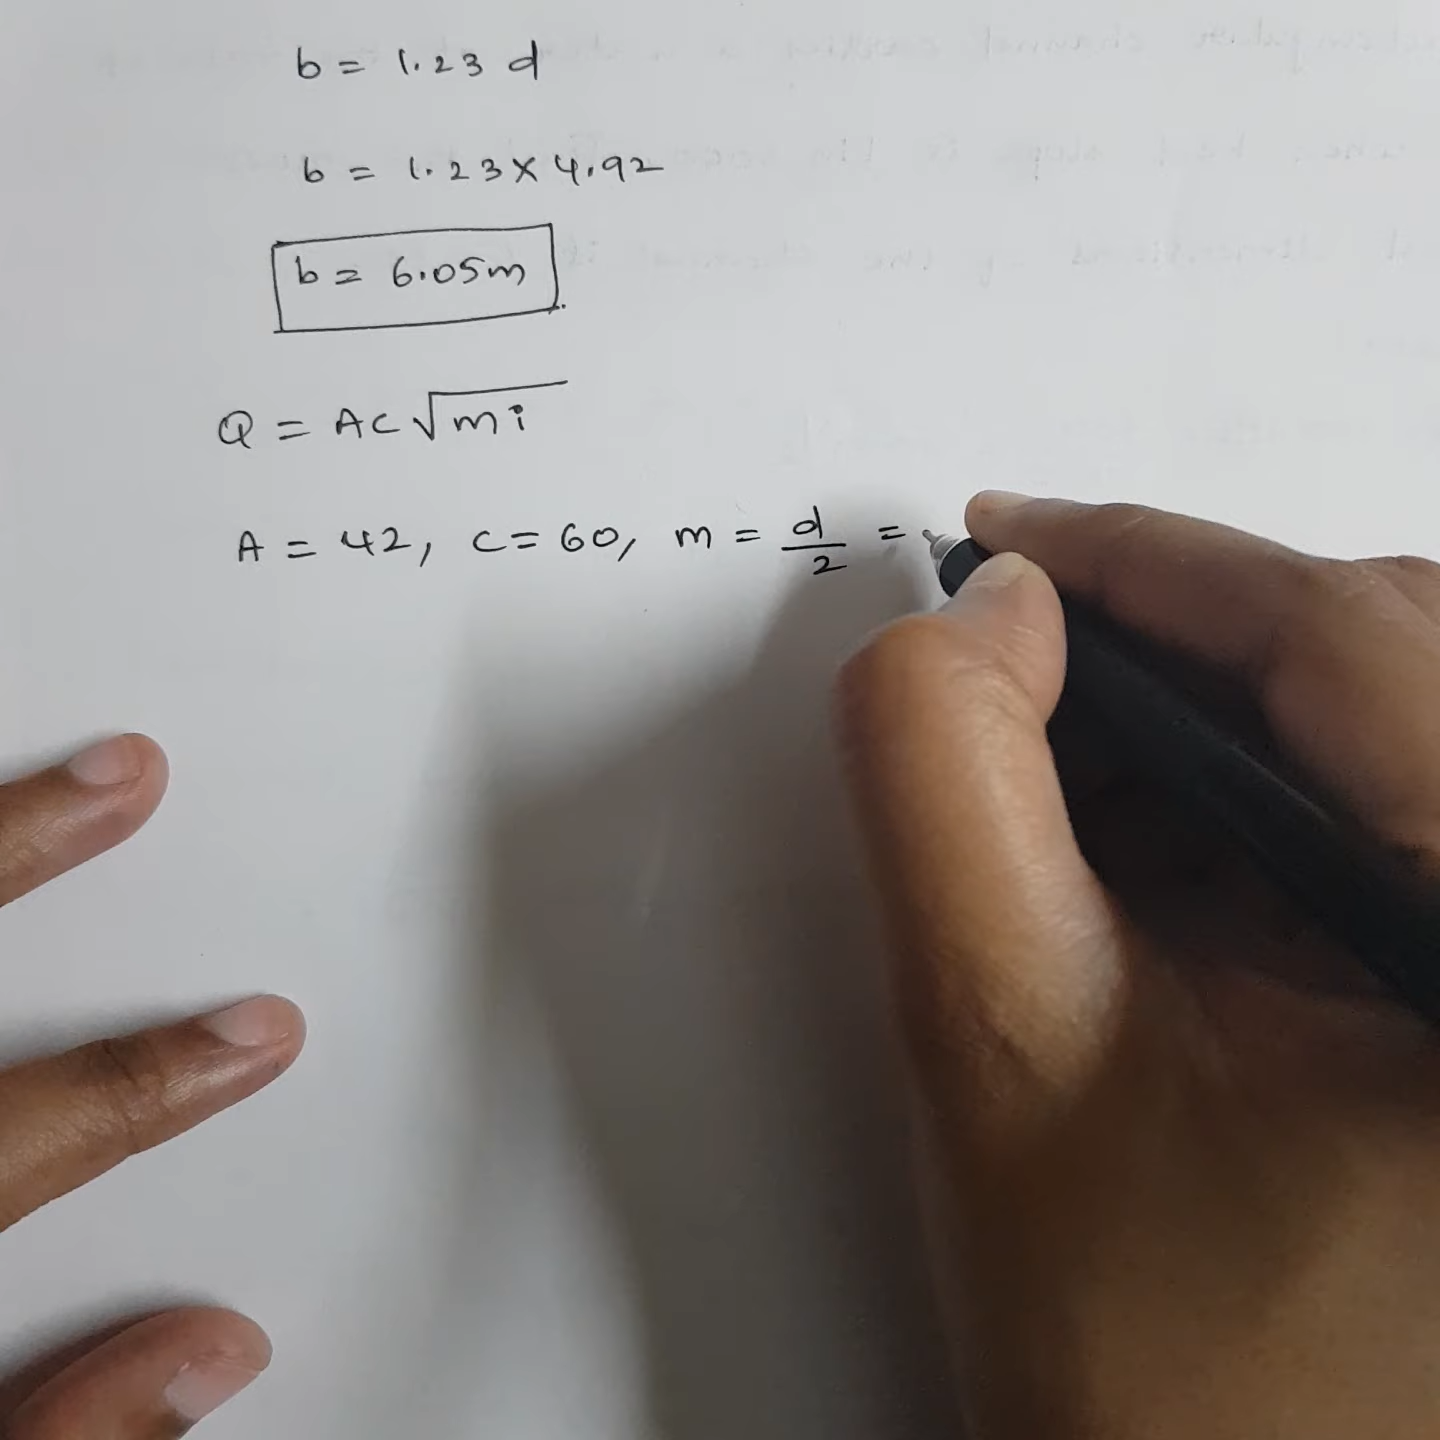 b = 1.23 d
b = 1.23 × 4.92
b = 6.05m
Q = AC√mi
A = 42, C = 60, m = d/2 =